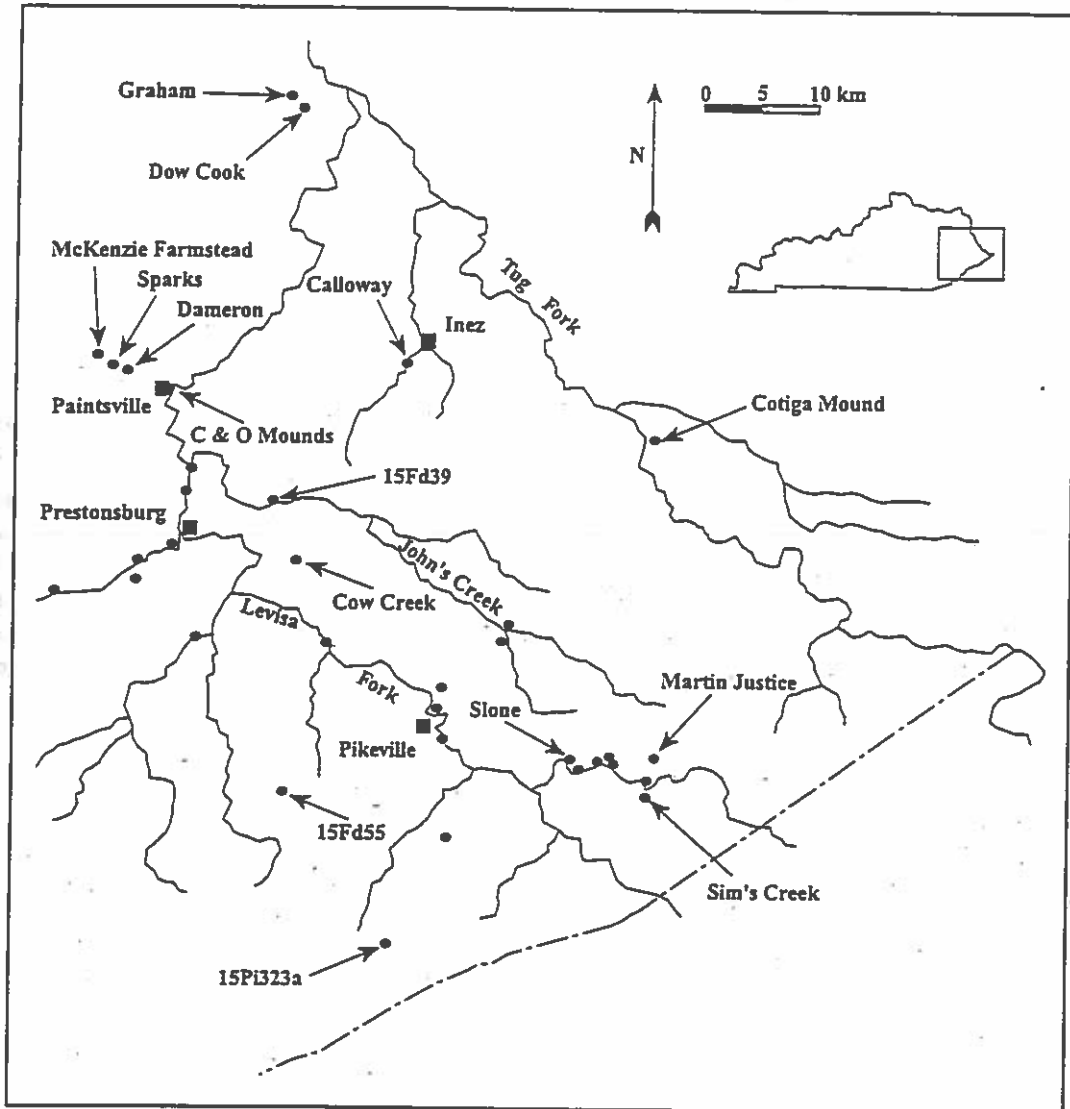 Graham
Dow Cook
0 5 10 km
N
McKenzie Farmstead
Sparks
Dameron
Calloway
Tug Fork
Inez
Paintsville
C & O Mounds
Cotiga Mound
15Fd39
Prestonsburg
John's Creek
Cow Creek
Levisa Fork
Martin Justice
Slone
Pikeville
15Fd55
Sim's Creek
15Pi323a